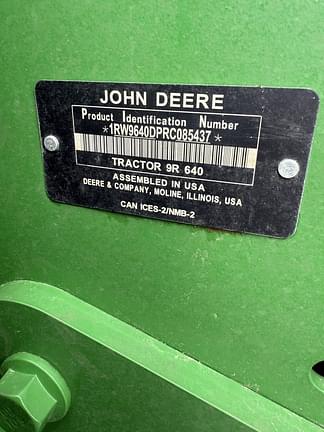 JOHN DEERE
Product Identification Number
*1RW9640DPRC085437*
TRACTOR 9R 640
ASSEMBLED IN USA
DEERE & COMPANY, MOLINE, ILLINOIS, USA
CAN ICES-2/NMB-2